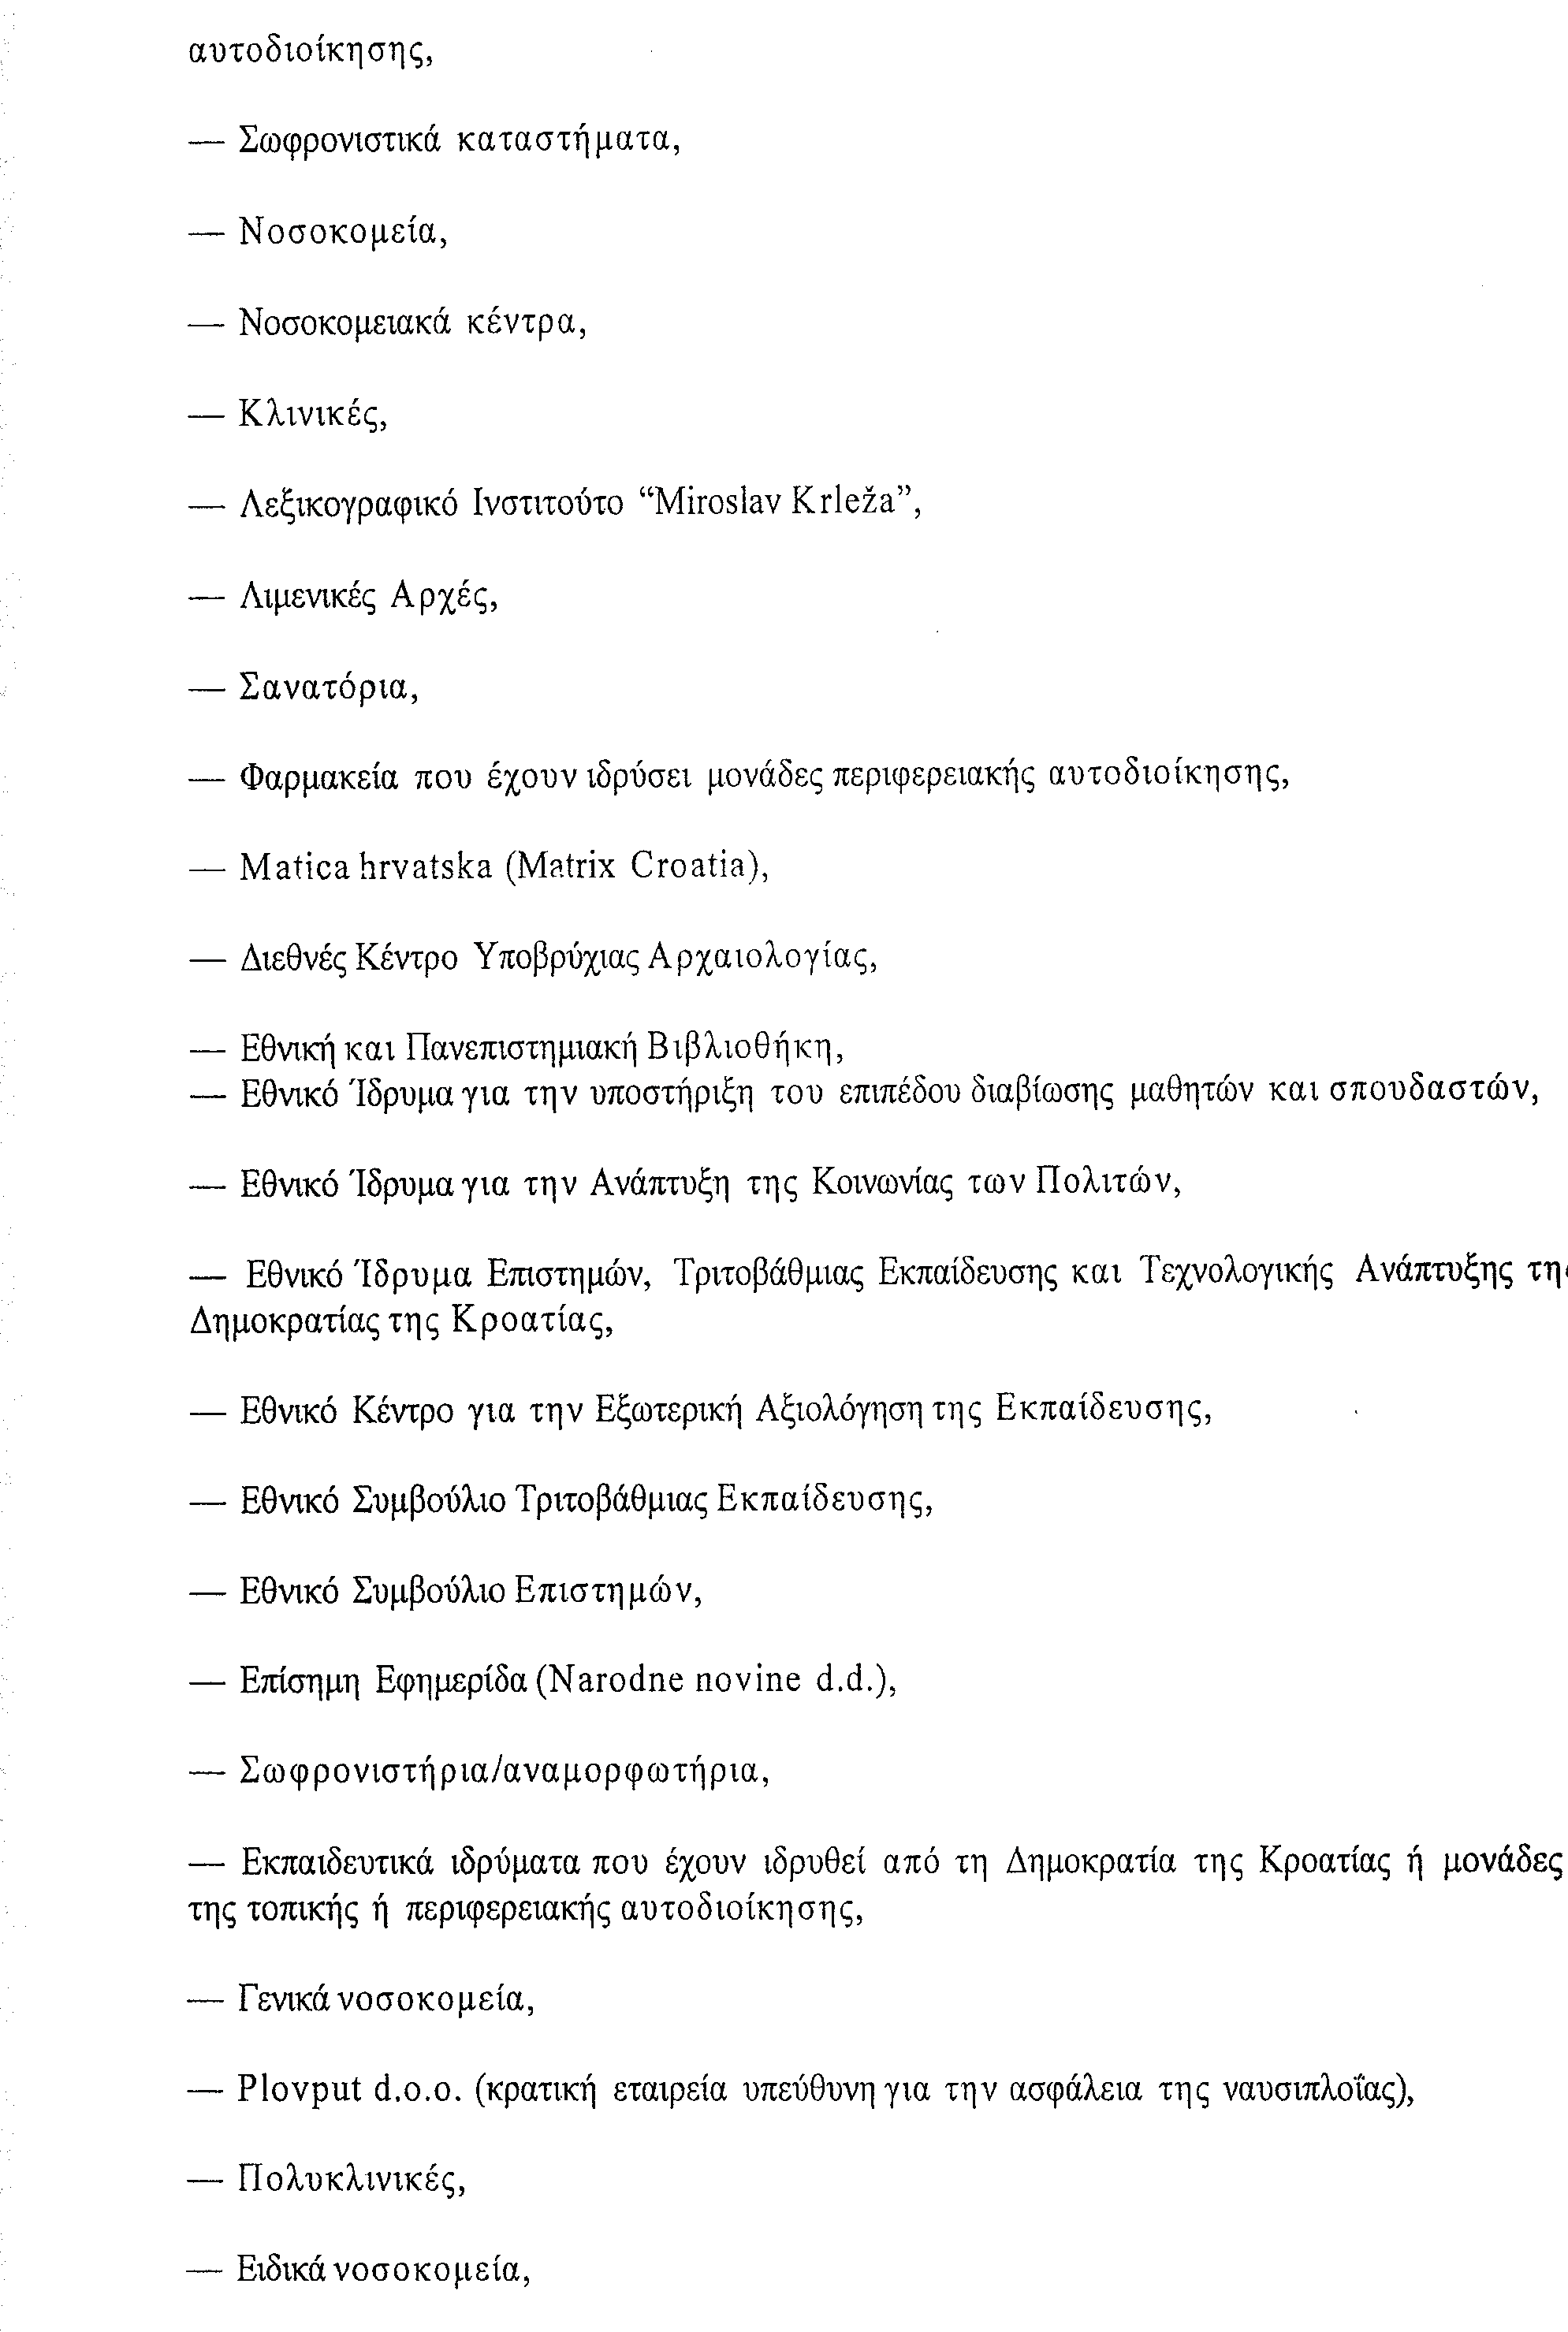 αυτοδιοίκησης,
— Σωφρονιστικά καταστήματα,
— Νοσοκομεία,
— Νοσοκομειακά κέντρα,
— Κλινικές,
— Λεξικογραφικό Ινστιτούτο “Miroslav Krleža”,
— Λιμενικές Αρχές,
— Σανατόρια,
— Φαρμακεία που έχουν ιδρύσει μονάδες περιφερειακής αυτοδιοίκησης,
— Matica hrvatska (Matrix Croatia),
— Διεθνές Κέντρο Υποβρύχιας Αρχαιολογίας,
— Εθνική και Πανεπιστημιακή Βιβλιοθήκη,
— Εθνικό Ίδρυμα για την υποστήριξη του επιπέδου διαβίωσης μαθητών και σπουδαστών,
— Εθνικό Ίδρυμα για την Ανάπτυξη της Κοινωνίας των Πολιτών,
— Εθνικό Ίδρυμα Επιστημών, Τριτοβάθμιας Εκπαίδευσης και Τεχνολογικής Ανάπτυξης της
Δημοκρατίας της Κροατίας,
— Εθνικό Κέντρο για την Εξωτερική Αξιολόγηση της Εκπαίδευσης,
— Εθνικό Συμβούλιο Τριτοβάθμιας Εκπαίδευσης,
— Εθνικό Συμβούλιο Επιστημών,
— Επίσημη Εφημερίδα (Narodne novine d.d.),
— Σωφρονιστήρια/αναμορφωτήρια,
— Εκπαιδευτικά ιδρύματα που έχουν ιδρυθεί από τη Δημοκρατία της Κροατίας ή μονάδες
της τοπικής ή περιφερειακής αυτοδιοίκησης,
— Γενικά νοσοκομεία,
— Plovput d.o.o. (κρατική εταιρεία υπεύθυνη για την ασφάλεια της ναυσιπλοΐας),
— Πολυκλινικές,
— Ειδικά νοσοκομεία,